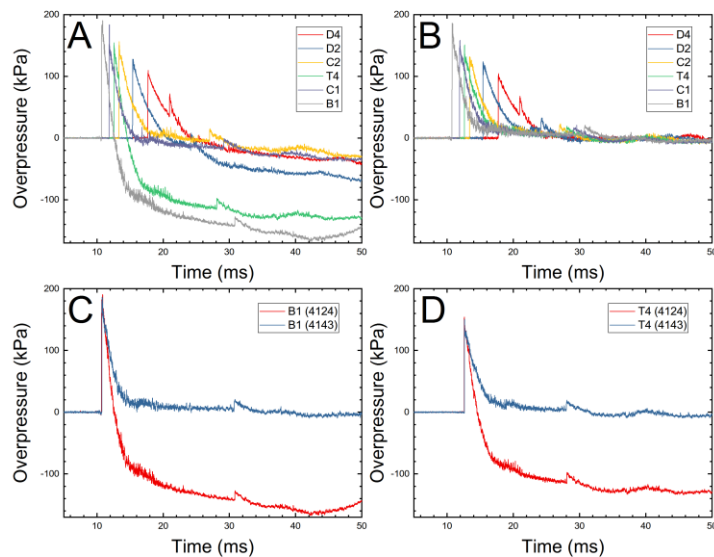 A
D4
D2
C2
T4
C1
B1
Overpressure (kPa)
200
100
0
-100
10
20
30
40
50
Time (ms)
B
D4
D2
C2
T4
C1
B1
Overpressure (kPa)
200
100
0
-100
10
20
30
40
50
Time (ms)
C
B1 (4124)
B1 (4143)
Overpressure (kPa)
200
100
0
-100
10
20
30
40
50
Time (ms)
D
T4 (4124)
T4 (4143)
Overpressure (kPa)
200
100
0
-100
10
20
30
40
50
Time (ms)